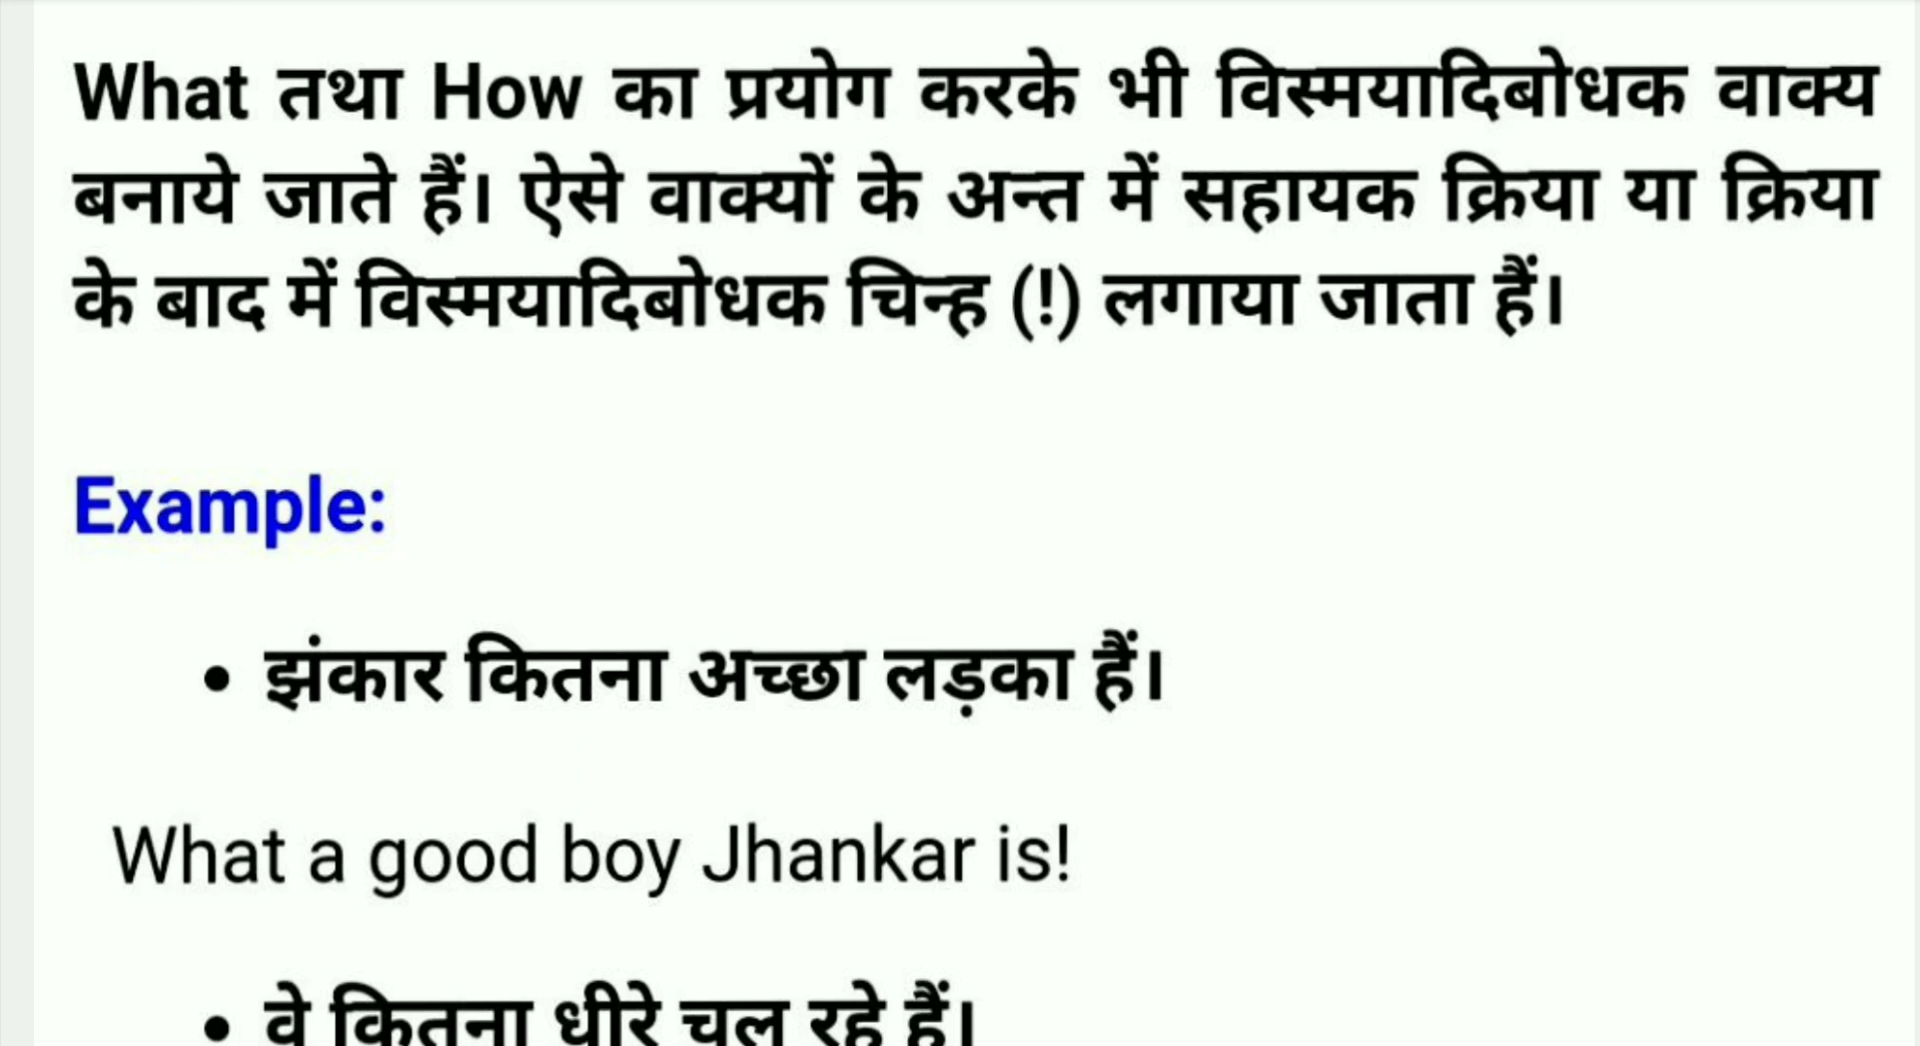 What तथा How का प्रयोग करके भी विस्मयादिबोधक वाक्य
बनाये जाते हैं। ऐसे वाक्यों के अन्त में सहायक क्रिया या क्रिया
के बाद में विस्मयादिबोधक चिन्ह (!) लगाया जाता हैं।
Example:
• झंकार कितना अच्छा लड़का हैं।
What a good boy Jhankar is!
• वे कितना धीरे चल रहे हैं।